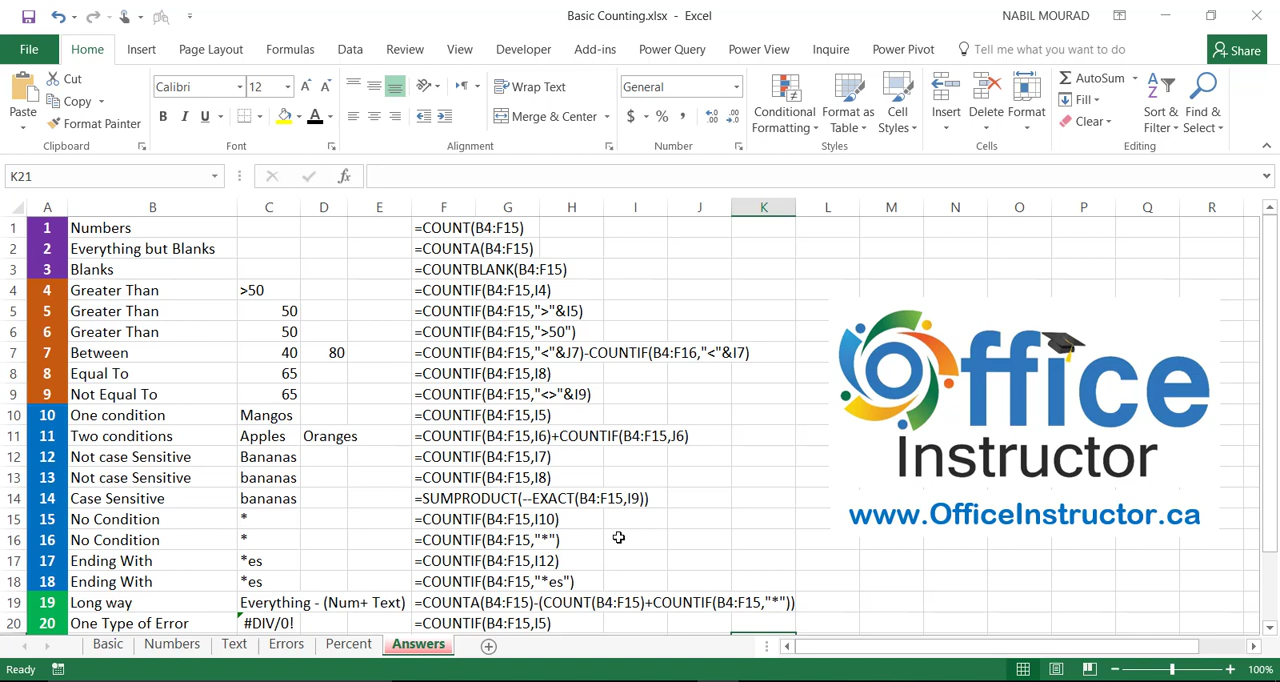 Basic Counting.xlsx - Excel
NABIL MOURAD
File Home Insert Page Layout Formulas Data Review View Developer Add-ins Power Query Power View Inquire Power Pivot Tell me what you want to do Share
Cut
Copy
Format Painter
Paste
Clipboard
Calibri 12
B I U
Font
Wrap Text
Merge & Center
Alignment
General
$ % ,
Number
Conditional Formatting
Format as Table
Cell Styles
Styles
Insert Delete Format
Cells
AutoSum
Fill
Clear
Sort & Filter
Find & Select
Editing
K21 fx
A B C D E F G H I J K L M N O P Q R
1 1 Numbers =COUNT(B4:F15)
2 2 Everything but Blanks =COUNTA(B4:F15)
3 3 Blanks =COUNTBLANK(B4:F15)
4 4 Greater Than >50 =COUNTIF(B4:F15,I4)
5 5 Greater Than 50 =COUNTIF(B4:F15,">"&I5)
6 6 Greater Than 50 =COUNTIF(B4:F15,">50")
7 7 Between 40 80 =COUNTIF(B4:F15,"<"&J7)-COUNTIF(B4:F16,"<"&I7)
8 8 Equal To 65 =COUNTIF(B4:F15,I8)
9 9 Not Equal To 65 =COUNTIF(B4:F15,"<>"&I9)
10 10 One condition Mangos =COUNTIF(B4:F15,I5)
11 11 Two conditions Apples Oranges =COUNTIF(B4:F15,I6)+COUNTIF(B4:F15,J6)
12 12 Not case Sensitive Bananas =COUNTIF(B4:F15,I7)
13 13 Not case Sensitive bananas =COUNTIF(B4:F15,I8)
14 14 Case Sensitive bananas =SUMPRODUCT(--EXACT(B4:F15,I9))
15 15 No Condition * =COUNTIF(B4:F15,I10)
16 16 No Condition * =COUNTIF(B4:F15,"*")
17 17 Ending With *es =COUNTIF(B4:F15,I12)
18 18 Ending With *es =COUNTIF(B4:F15,"*es")
19 19 Long way Everything - (Num+ Text) =COUNTA(B4:F15)-(COUNT(B4:F15)+COUNTIF(B4:F15,"*"))
20 20 One Type of Error #DIV/0! =COUNTIF(B4:F15,I5)
Office
Instructor
www.OfficeInstructor.ca
Basic Numbers Text Errors Percent Answers
Ready
100%